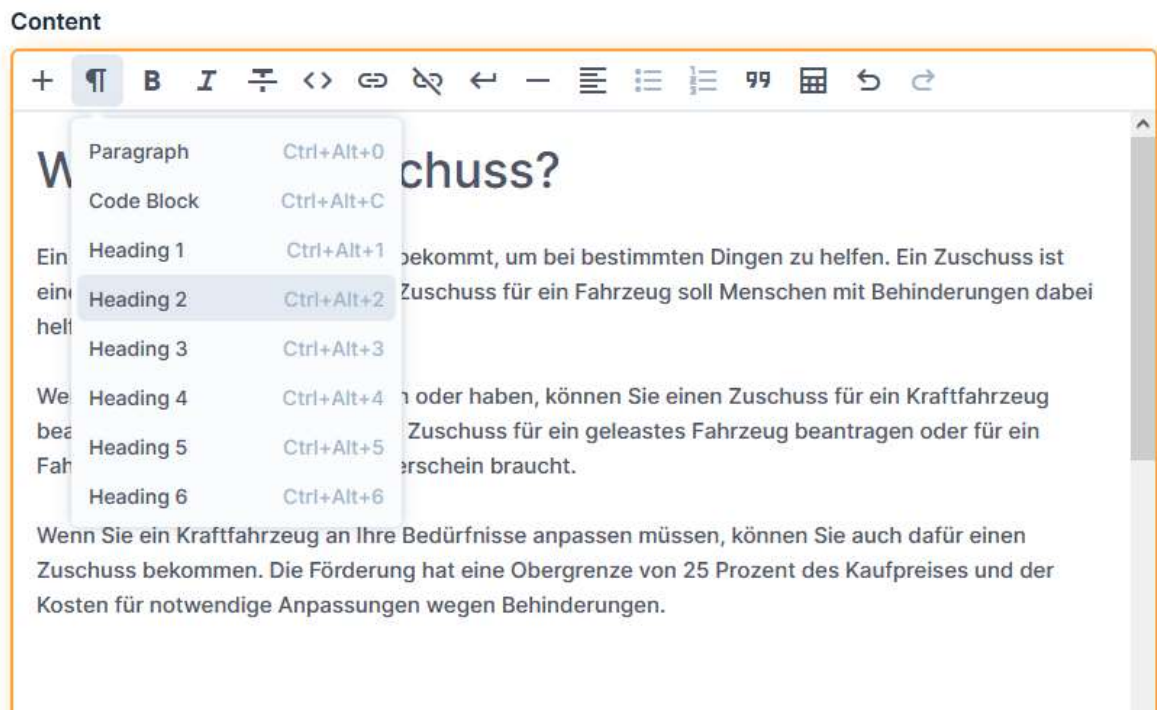 Content
Paragraph Ctrl+Alt+0
Code Block Ctrl+Alt+C
Heading 1 Ctrl+Alt+1
Heading 2 Ctrl+Alt+2
Heading 3 Ctrl+Alt+3
Heading 4 Ctrl+Alt+4
Heading 5 Ctrl+Alt+5
Heading 6 Ctrl+Alt+6
W chuss?
Ein bekommt, um bei bestimmten Dingen zu helfen. Ein Zuschuss ist
ein Zuschuss für ein Fahrzeug soll Menschen mit Behinderungen dabei
hel
We oder haben, können Sie einen Zuschuss für ein Kraftfahrzeug
bea Zuschuss für ein geleastes Fahrzeug beantragen oder für ein
Fah erschein braucht.
Wenn Sie ein Kraftfahrzeug an Ihre Bedürfnisse anpassen müssen, können Sie auch dafür einen
Zuschuss bekommen. Die Förderung hat eine Obergrenze von 25 Prozent des Kaufpreises und der
Kosten für notwendige Anpassungen wegen Behinderungen.